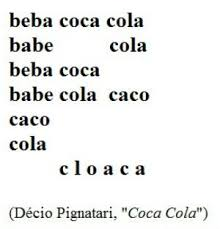 beba coca cola
babe cola
beba coca
babe cola caco
caco
cola
c l o a c a
(Décio Pignatari, "Coca Cola")